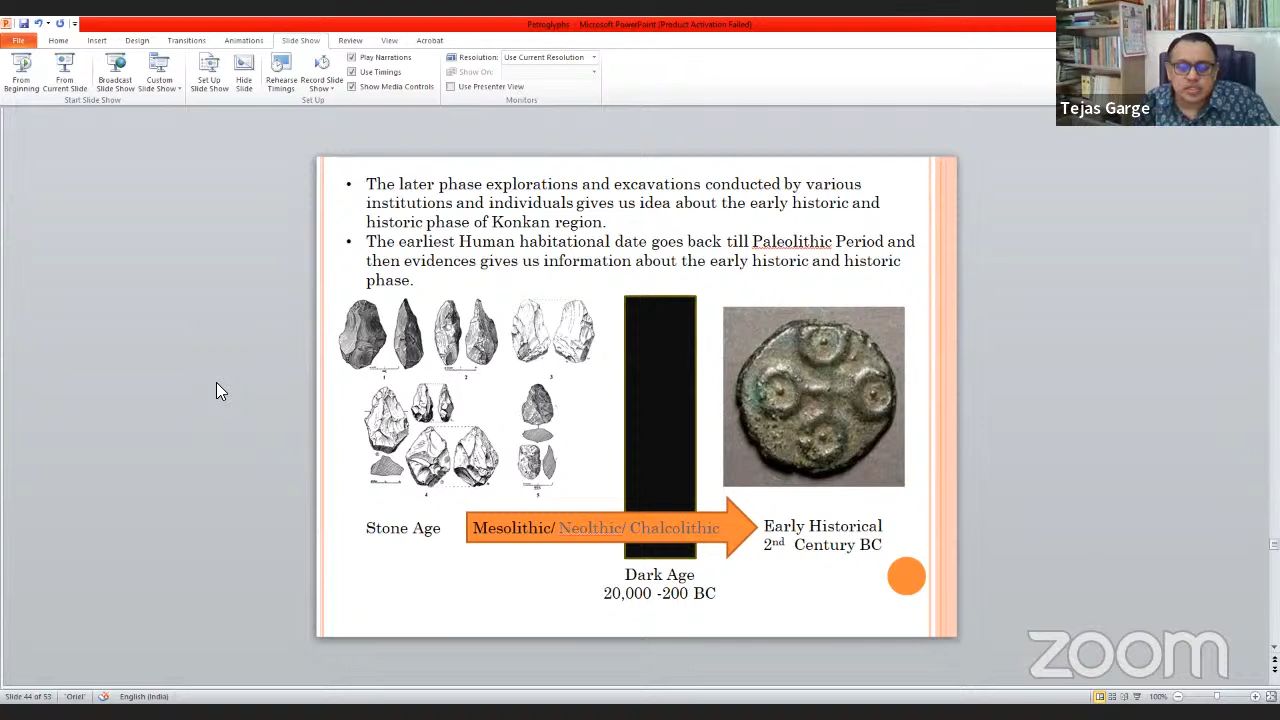 Petroglyphs - Microsoft PowerPoint (Product Activation Failed)
File Home Insert Design Transitions Animations Slide Show Review View Acrobat
From Beginning
From Current Slide
Broadcast Slide Show
Custom Slide Show
Start Slide Show
Set Up Slide Show
Hide Slide
Rehearse Timings
Record Slide Show
Play Narrations
Use Timings
Show Media Controls
Set Up
Resolution: Use Current Resolution
Show On:
Use Presenter View
Monitors
Tejas Garge
• The later phase explorations and excavations conducted by various
institutions and individuals gives us idea about the early historic and
historic phase of Konkan region.
• The earliest Human habitational date goes back till Paleolithic Period and
then evidences gives us information about the early historic and historic
phase.
1 2 3
4 5
Stone Age
Mesolithic/ Neolthic/ Chalcolithic
Early Historical
2nd Century BC
Dark Age
20,000 -200 BC
zoom
Slide 44 of 53 "Oriel" English (India) 100%